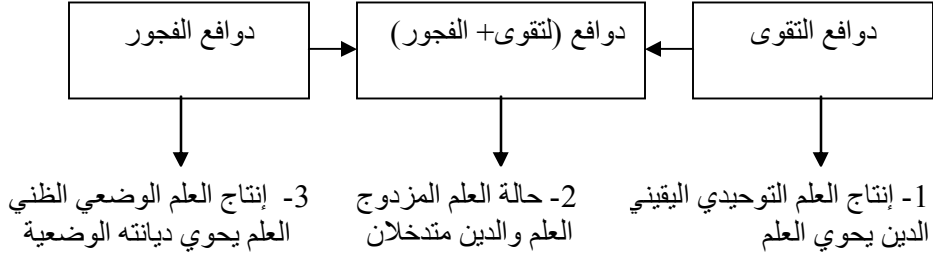 دوافع التقوى
دوافع (لتقوى+ الفجور)
دوافع الفجور
1- إنتاج العلم التوحيدي اليقيني
الدين يحوي العلم
2- حالة العلم المزدوج
العلم والدين متدخلان
3- إنتاج العلم الوضعي الظني
العلم يحوي ديانته الوضعية